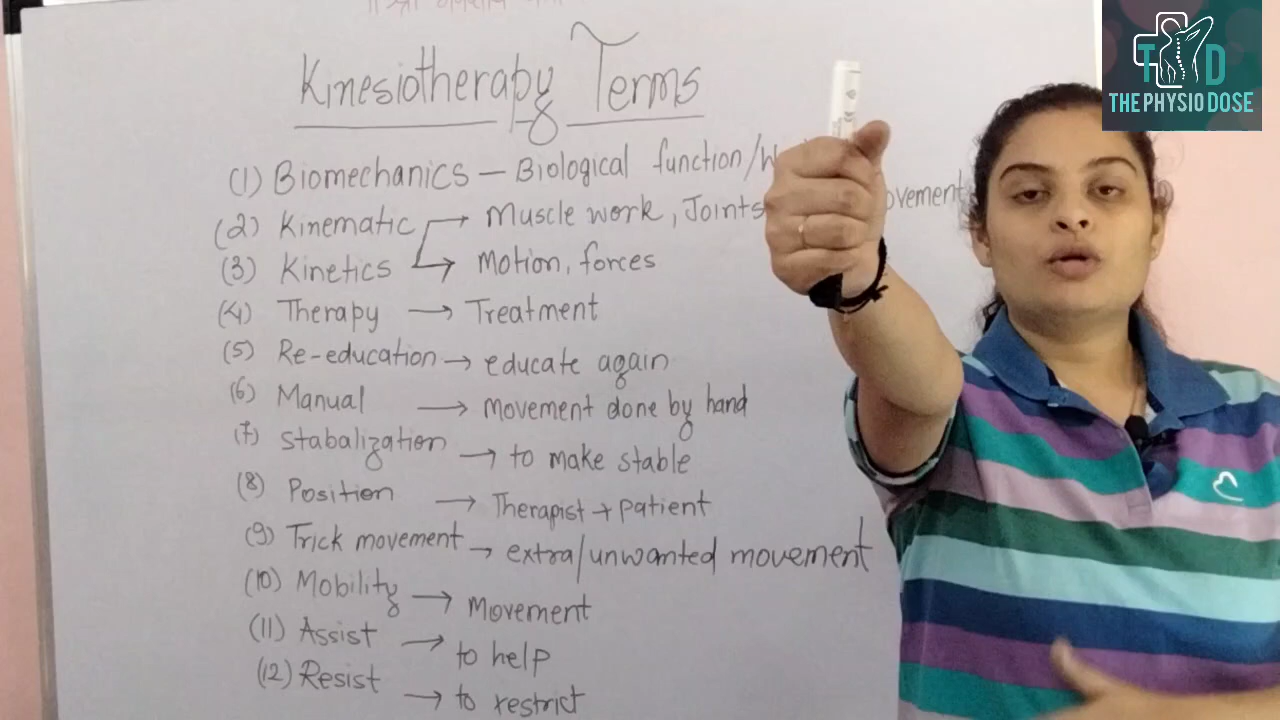 Kinesiotherapy Terms
(1) Biomechanics — Biological function/
(2) Kinematic → Muscle work, Joints
(3) Kinetics → Motion, forces
(4) Therapy → Treatment
(5) Re-education → educate again
(6) Manual → Movement done by hand
(7) Stabalization → to make stable
(8) Position → Therapist + Patient
(9) Trick movement → extra/unwanted movement
(10) Mobility → Movement
(11) Assist → to help
(12) Resist → to restrict
T D
THE PHYSIO DOSE